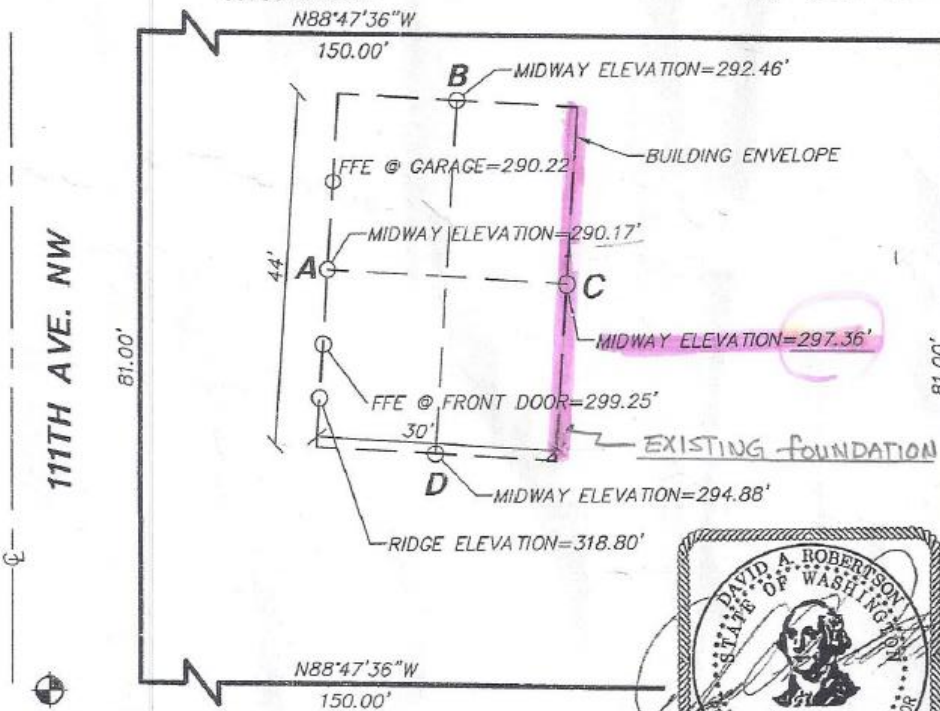 N88°47'36"W
150.00'
B
MIDWAY ELEVATION=292.46'
BUILDING ENVELOPE
FFE @ GARAGE=290.22'
MIDWAY ELEVATION=290.17'
44'
A
C
111TH AVE. NW
81.00'
MIDWAY ELEVATION=297.36'
81.00'
FFE @ FRONT DOOR=299.25'
30'
EXISTING FOUNDATION
D
MIDWAY ELEVATION=294.88'
RIDGE ELEVATION=318.80'
DAVID A. ROBERTSON
STATE OF WASHINGTON
N88°47'36"W
150.00'